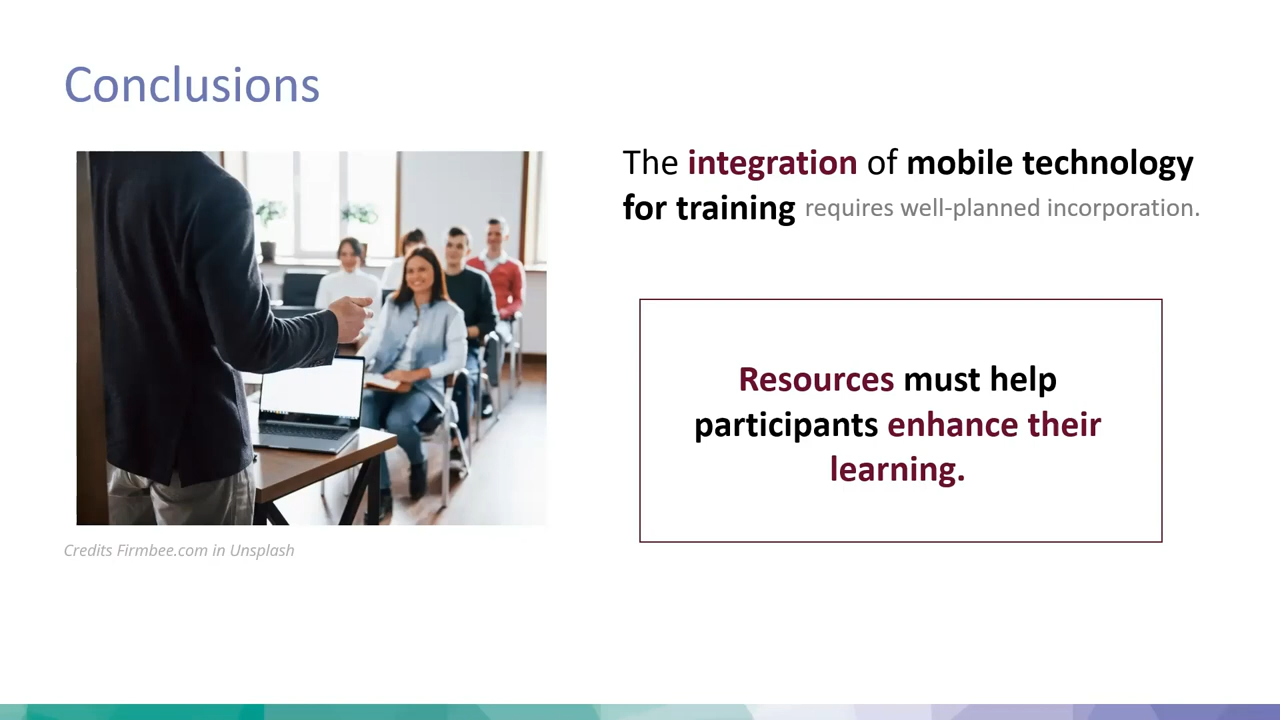 Conclusions
The integration of mobile technology
for training requires well-planned incorporation.
Resources must help
participants enhance their
learning.
Credits Firmbee.com in Unsplash